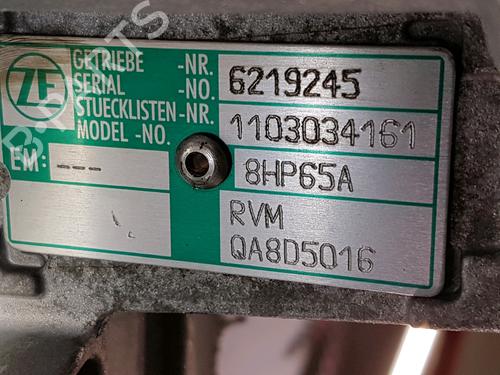 ZF
GETRIEBE -NR.
SERIAL -NO.
STUECKLISTEN-NR.
MODEL -NO.
EM: ---
6219245
1103034161
8HP65A
RVM
QA8D5016